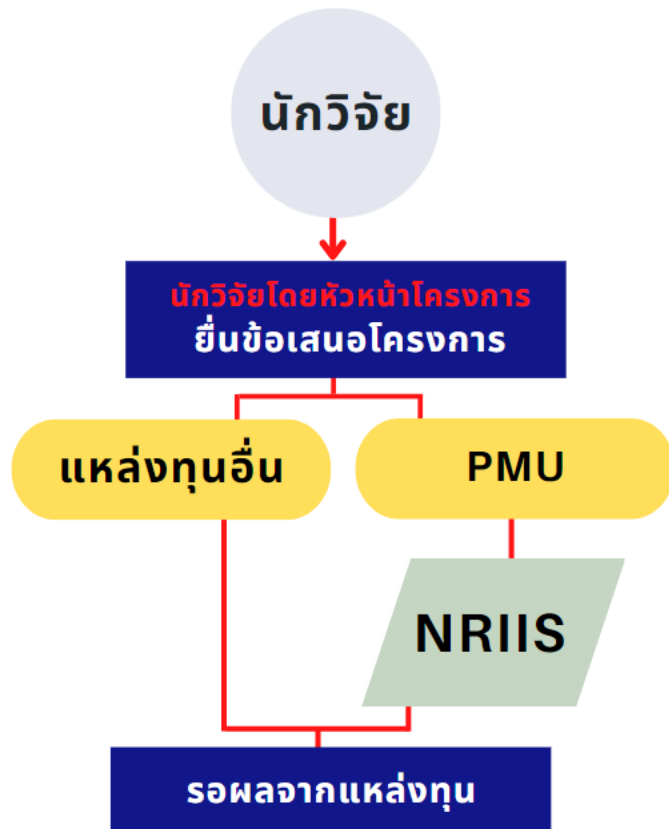 นักวิจัย
นักวิจัยโดยหัวหน้าโครงการ
ยื่นข้อเสนอโครงการ
แหล่งทุนอื่น
PMU
NRIIS
รอผลจากแหล่งทุน